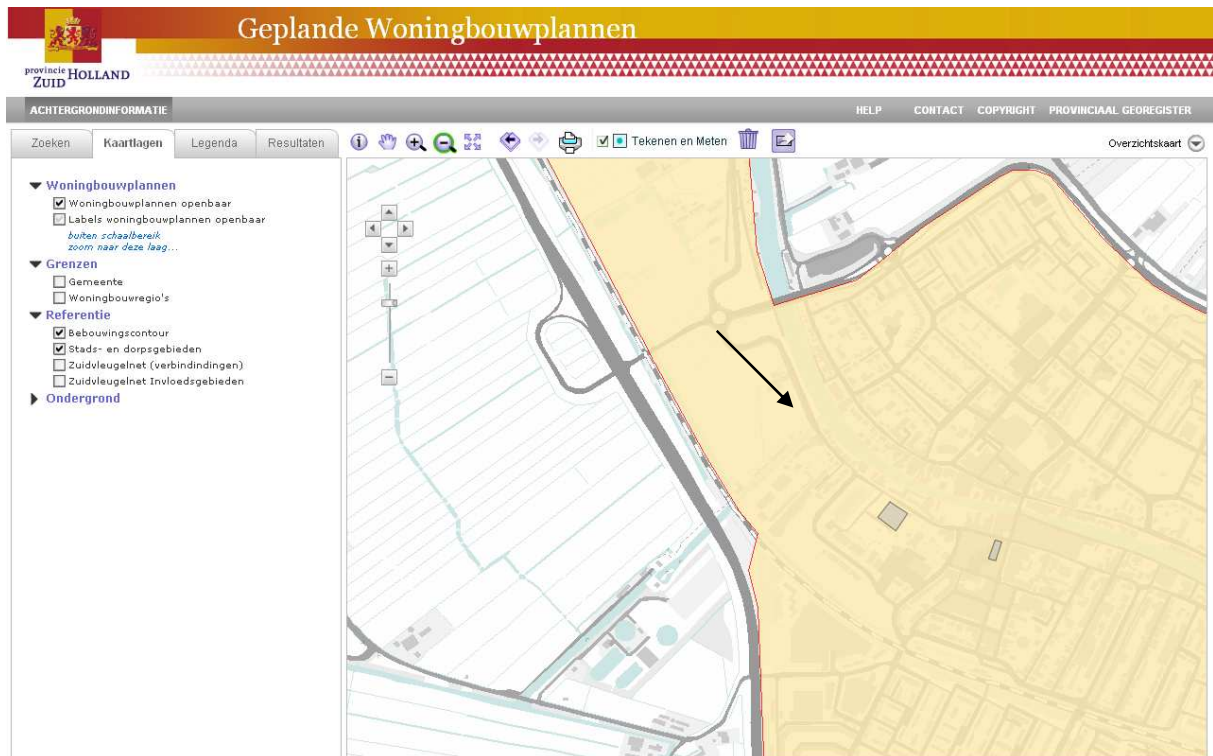 Geplande Woningbouwplannen
provincie
ZUID HOLLAND
ACHTERGRONDINFORMATIE
HELP CONTACT COPYRIGHT PROVINCIAAL GEOREGISTER
Zoeken Kaartlagen Legenda Resultaten
Tekenen en Meten
Overzichtskaart
Woningbouwplannen
Woningbouwplannen openbaar
Labels woningbouwplannen openbaar
buiten schaalbereik
zoom naar deze laag...
Grenzen
Gemeente
Woningbouwregio's
Referentie
Bebouwingscontour
Stads- en dorpsgebieden
Zuidvleugelnet (verbindindingen)
Zuidvleugelnet Invloedsgebieden
Ondergrond